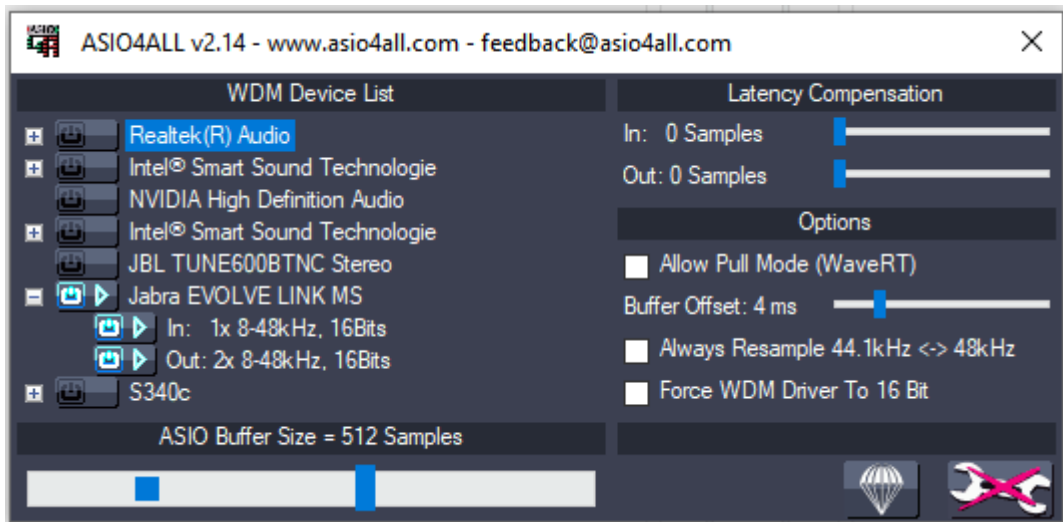 ASIO4ALL v2.14 - www.asio4all.com - feedback@asio4all.com
WDM Device List
Realtek(R) Audio
Intel® Smart Sound Technologie
NVIDIA High Definition Audio
Intel® Smart Sound Technologie
JBL TUNE600BTNC Stereo
Jabra EVOLVE LINK MS
In: 1x 8-48kHz, 16Bits
Out: 2x 8-48kHz, 16Bits
S340c
ASIO Buffer Size = 512 Samples
Latency Compensation
In: 0 Samples
Out: 0 Samples
Options
Allow Pull Mode (WaveRT)
Buffer Offset: 4 ms
Always Resample 44.1kHz <-> 48kHz
Force WDM Driver To 16 Bit